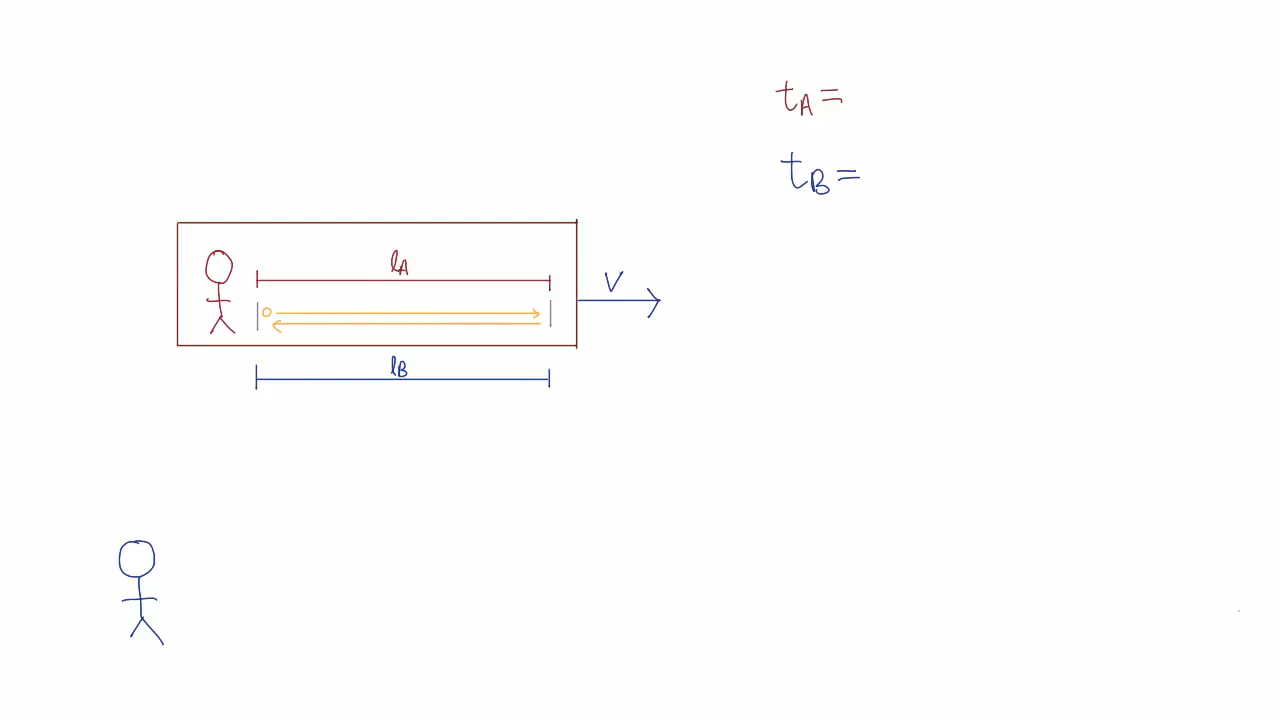 t_A =
t_B =
l_A
V
l_B